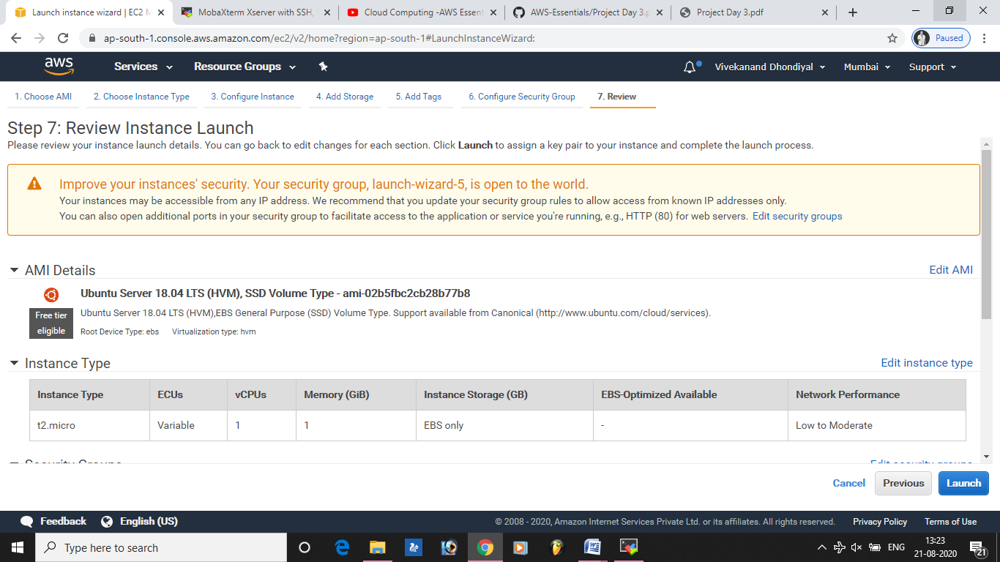 Launch instance wizard | EC2 M
MobaXterm Xserver with SSH,
Cloud Computing -AWS Essent
AWS-Essentials/Project Day 3.p
Project Day 3.pdf
ap-south-1.console.aws.amazon.com/ec2/v2/home?region=ap-south-1#LaunchInstanceWizard:
Paused
aws
Services
Resource Groups
Vivekanand Dhondiyal
Mumbai
Support
1. Choose AMI
2. Choose Instance Type
3. Configure Instance
4. Add Storage
5. Add Tags
6. Configure Security Group
7. Review
Step 7: Review Instance Launch
Please review your instance launch details. You can go back to edit changes for each section. Click Launch to assign a key pair to your instance and complete the launch process.
Improve your instances' security. Your security group, launch-wizard-5, is open to the world.
Your instances may be accessible from any IP address. We recommend that you update your security group rules to allow access from known IP addresses only.
You can also open additional ports in your security group to facilitate access to the application or service you're running, e.g., HTTP (80) for web servers. Edit security groups
AMI Details
Edit AMI
Ubuntu Server 18.04 LTS (HVM), SSD Volume Type - ami-02b5fbc2cb28b77b8
Free tier
eligible
Ubuntu Server 18.04 LTS (HVM),EBS General Purpose (SSD) Volume Type. Support available from Canonical (http://www.ubuntu.com/cloud/services).
Root Device Type: ebs Virtualization type: hvm
Instance Type
Edit instance type
Instance Type ECUs vCPUs Memory (GiB) Instance Storage (GB) EBS-Optimized Available Network Performance
t2.micro Variable 1 1 EBS only - Low to Moderate
Security Groups
Edit security groups
Cancel
Previous
Launch
Feedback
English (US)
© 2008 - 2020, Amazon Internet Services Private Ltd. or its affiliates. All rights reserved.
Privacy Policy
Terms of Use
Type here to search
ENG
13:23
21-08-2020
21